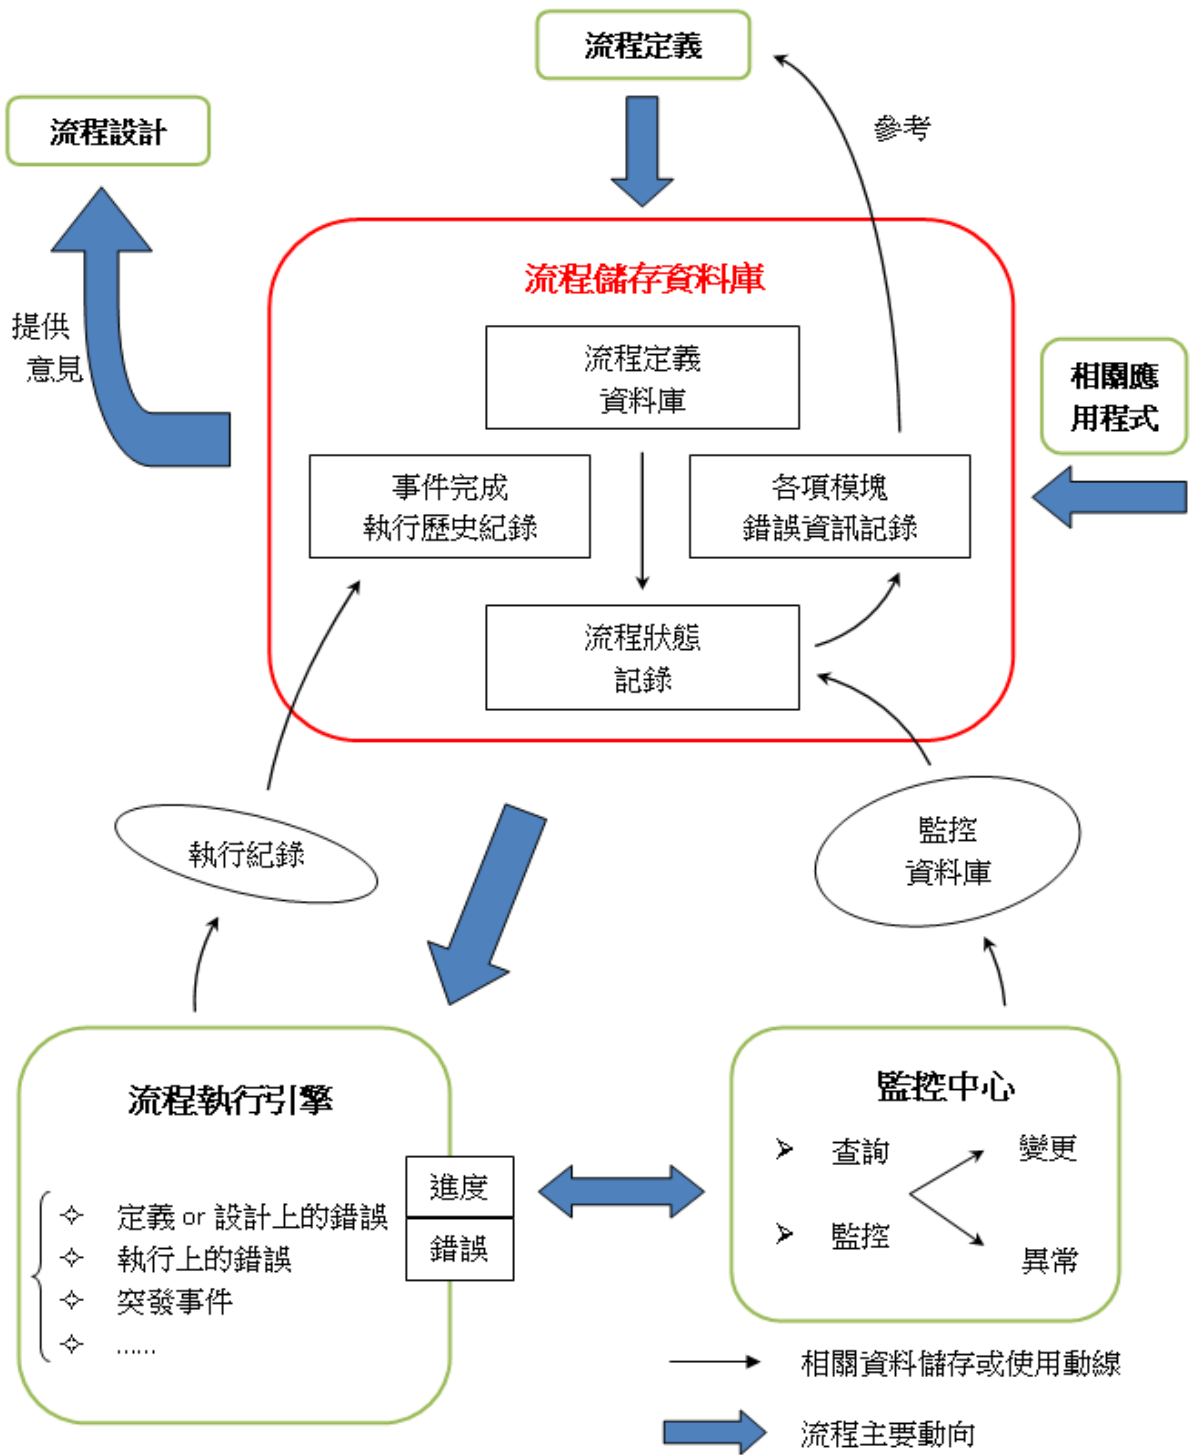 流程定義
流程設計
參考
流程儲存資料庫
提供
意見
流程定義
資料庫
相關應
用程式
事件完成
執行歷史紀錄
各項模塊
錯誤資訊記錄
流程狀態
記錄
執行紀錄
監控
資料庫
流程執行引擎
進度
錯誤
定義 or 設計上的錯誤
執行上的錯誤
突發事件
......
監控中心
查詢
變更
監控
異常
相關資料儲存或使用動線
流程主要動向